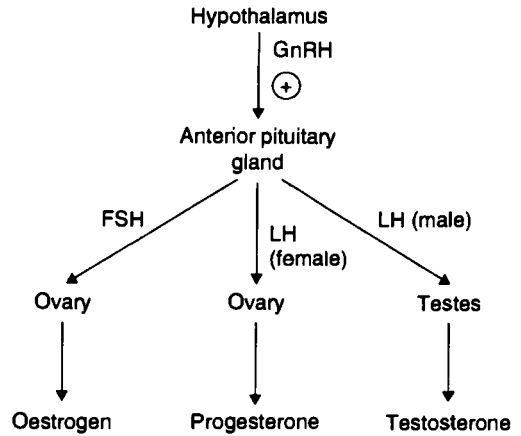 Hypothalamus
GnRH
+
Anterior pituitary
gland
FSH
LH
(female)
LH (male)
Ovary
Ovary
Testes
Oestrogen
Progesterone
Testosterone